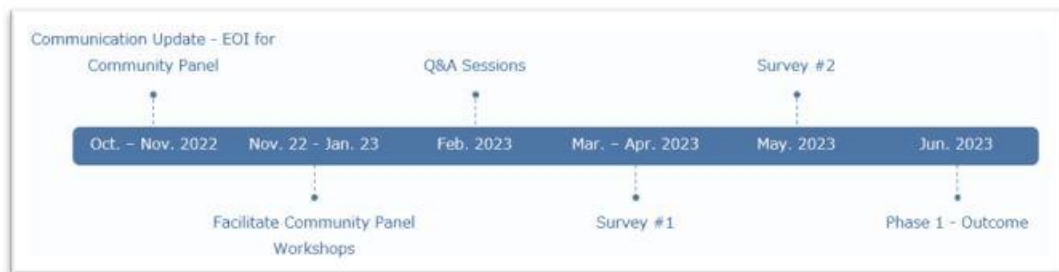 Communication Update - EOI for
Community Panel
Q&A Sessions
Survey #2
Oct. – Nov. 2022
Nov. 22 - Jan. 23
Feb. 2023
Mar. – Apr. 2023
May. 2023
Jun. 2023
Facilitate Community Panel
Workshops
Survey #1
Phase 1 - Outcome